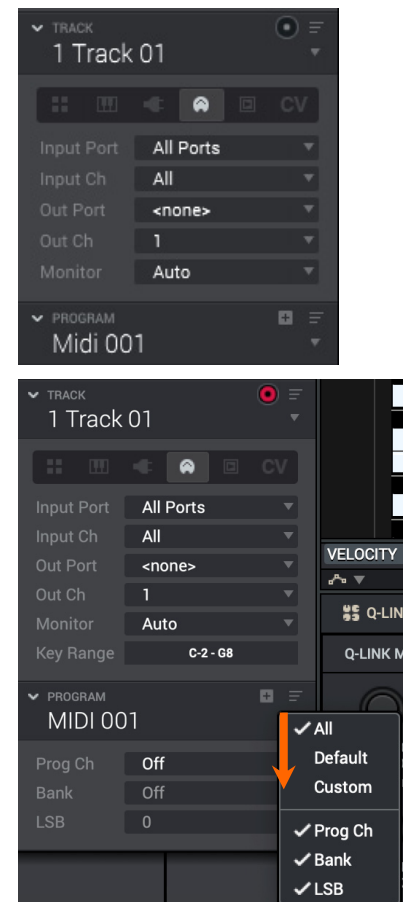 TRACK
1 Track 01
CV
Input Port All Ports
Input Ch All
Out Port <none>
Out Ch 1
Monitor Auto
PROGRAM
Midi 001
TRACK
1 Track 01
CV
Input Port All Ports
Input Ch All
Out Port <none>
Out Ch 1
Monitor Auto
Key Range C-2 - G8
PROGRAM
MIDI 001
Prog Ch Off
Bank Off
LSB 0
VELOCITY
Q-LIN
Q-LINK M
All
Default
Custom
Prog Ch
Bank
LSB